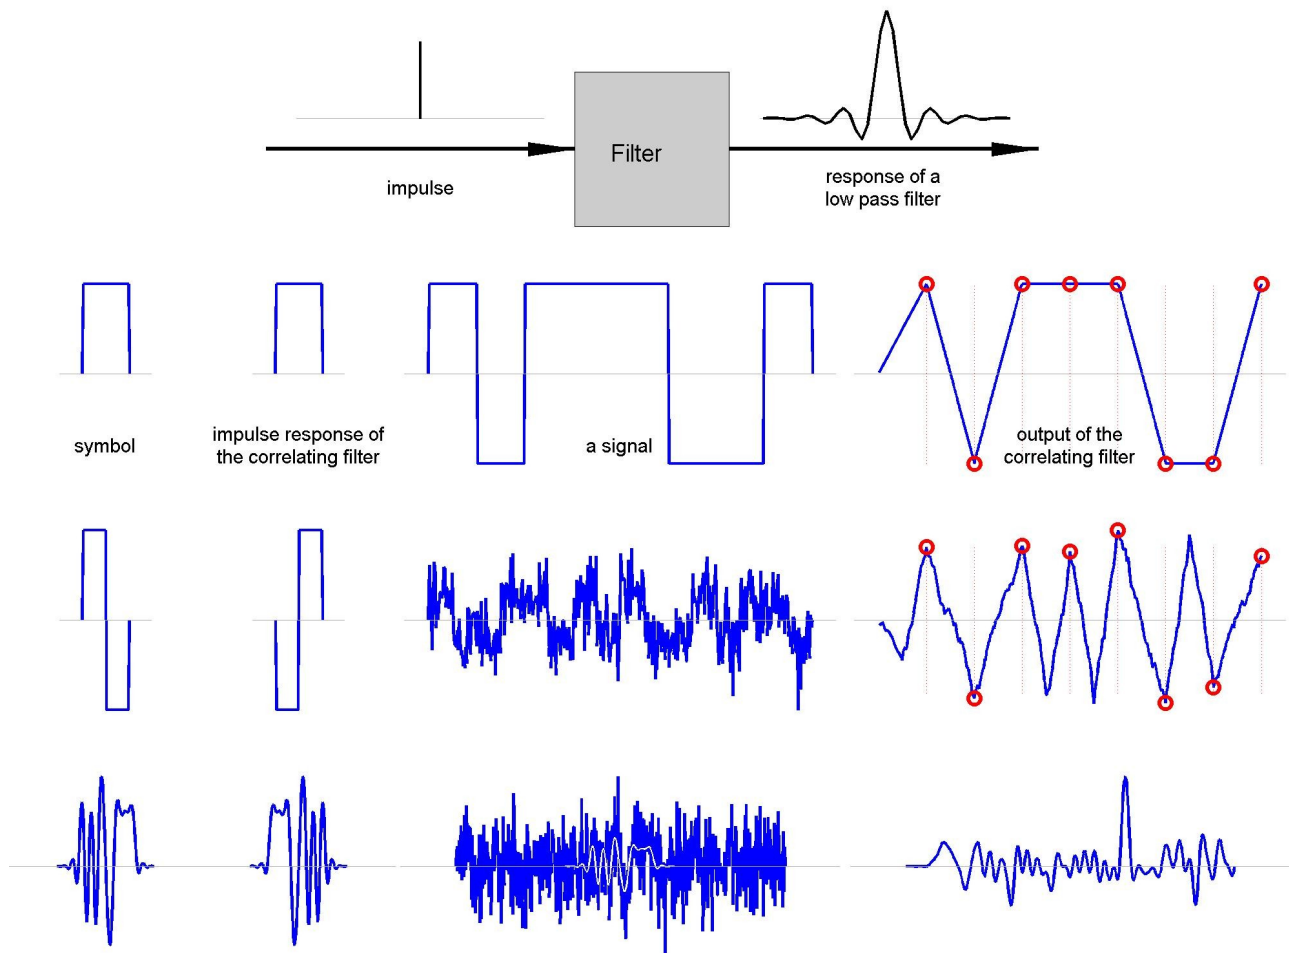 Filter
impulse
response of a
low pass filter
symbol
impulse response of
the correlating filter
a signal
output of the
correlating filter